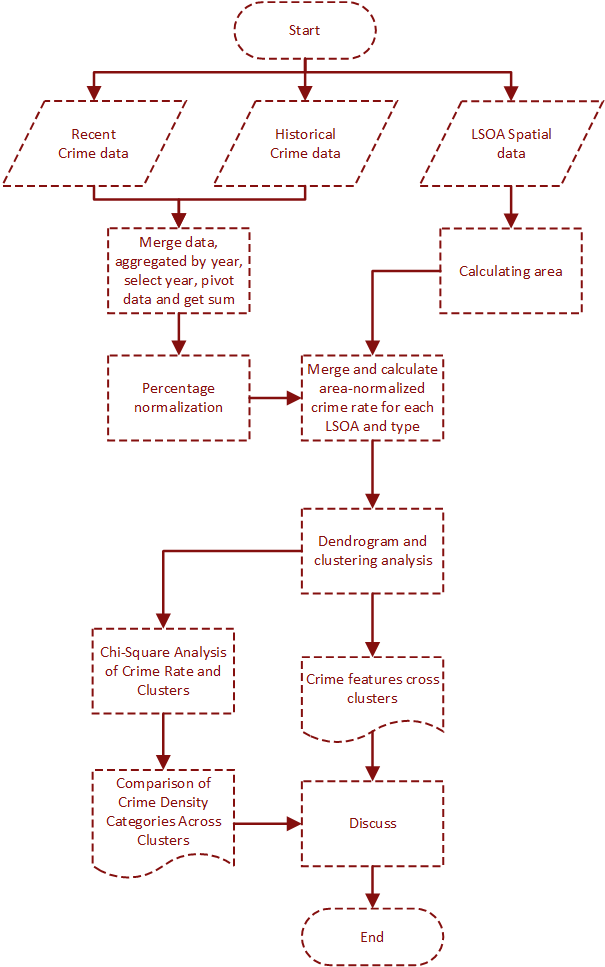 Start
Recent
Crime data
Historical
Crime data
LSOA Spatial
data
Merge data,
aggregated by year,
select year, pivot
data and get sum
Calculating area
Percentage
normalization
Merge and calculate
area-normalized
crime rate for each
LSOA and type
Dendrogram and
clustering analysis
Chi-Square Analysis
of Crime Rate and
Clusters
Crime features cross
clusters
Comparison of
Crime Density
Categories Across
Clusters
Discuss
End